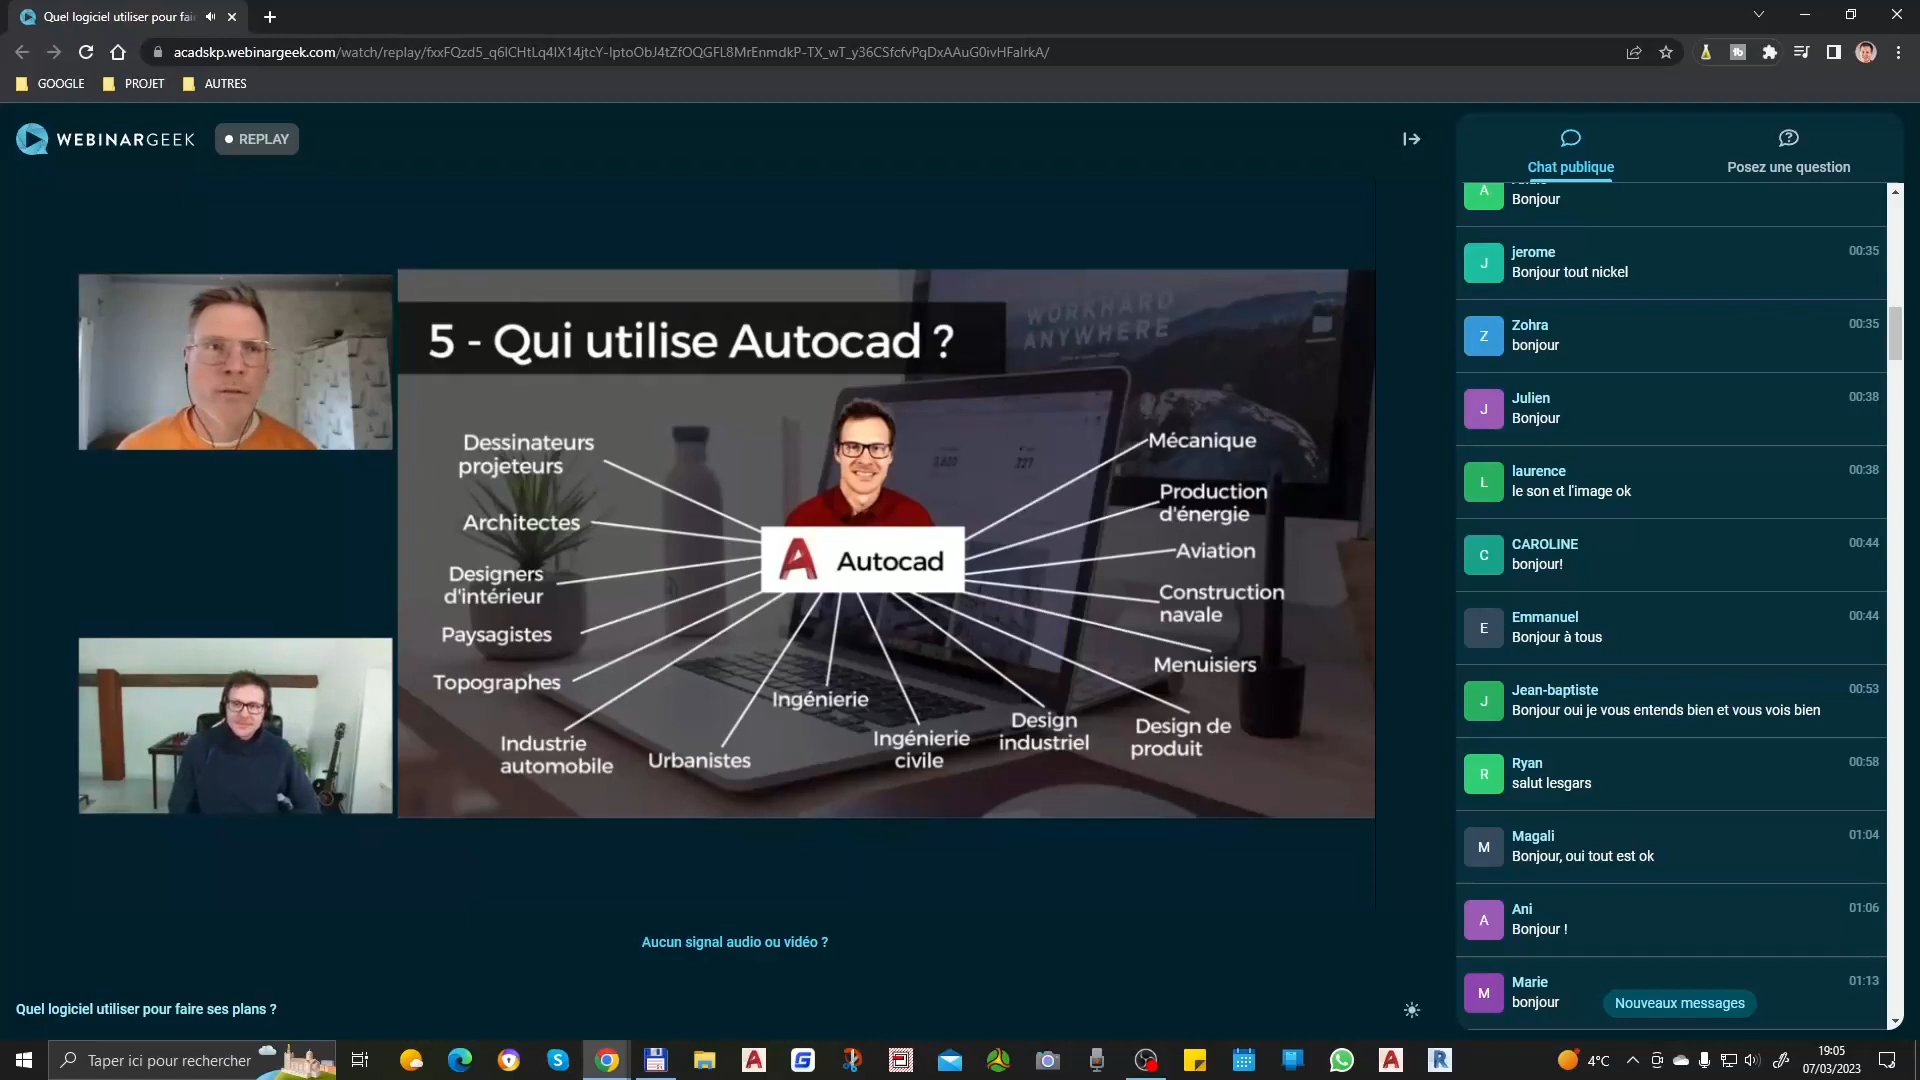 Quel logiciel utiliser pour fai
acadskp.webinargeek.com/watch/replay/fxxFQzd5_q6ICHtLq4IX14jtcY-lptoObJ4tZfOQGFL8MrEnmdkP-TX_wT_y36CSfcfvPqDxAAuG0ivHFalrkA/
GOOGLE
PROJET
AUTRES
WEBINARGEEK
REPLAY
5 - Qui utilise Autocad ?
WORKHARD
ANYWHERE
Dessinateurs
projeteurs
Architectes
Designers
d'intérieur
Paysagistes
Topographes
Industrie
automobile
Urbanistes
Ingénierie
Ingénierie
civile
Design
industriel
Design de
produit
Menuisiers
Construction
navale
Aviation
Production
d'énergie
Mécanique
A Autocad
Aucun signal audio ou vidéo ?
Quel logiciel utiliser pour faire ses plans ?
Chat publique
Posez une question
A
Bonjour
J
jerome
00:35
Bonjour tout nickel
Z
Zohra
00:35
bonjour
J
Julien
00:38
Bonjour
L
laurence
00:38
le son et l'image ok
C
CAROLINE
00:44
bonjour!
E
Emmanuel
00:44
Bonjour à tous
J
Jean-baptiste
00:53
Bonjour oui je vous entends bien et vous vois bien
R
Ryan
00:58
salut lesgars
M
Magali
01:04
Bonjour, oui tout est ok
A
Ani
01:06
Bonjour !
M
Marie
01:13
bonjour
Nouveaux messages
Taper ici pour rechercher
4°C
19:05
07/03/2023